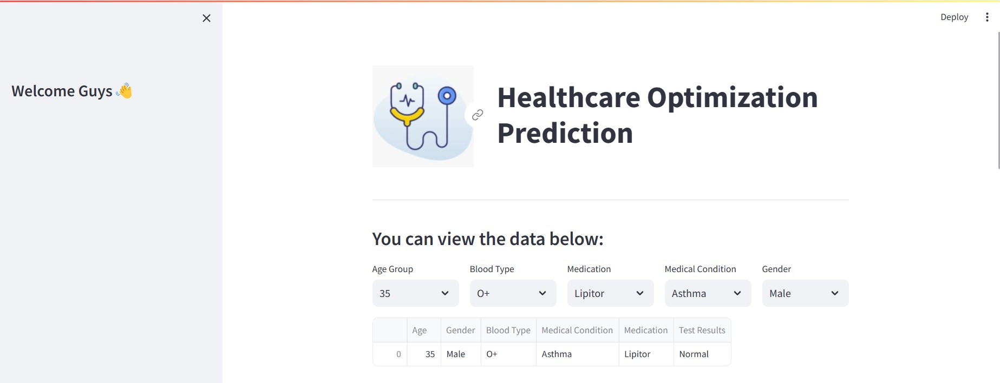 Deploy
Welcome Guys 👋
Healthcare Optimization
Prediction
You can view the data below:
Age Group Blood Type Medication Medical Condition Gender
35 O+ Lipitor Asthma Male
Age Gender Blood Type Medical Condition Medication Test Results
0 35 Male O+ Asthma Lipitor Normal